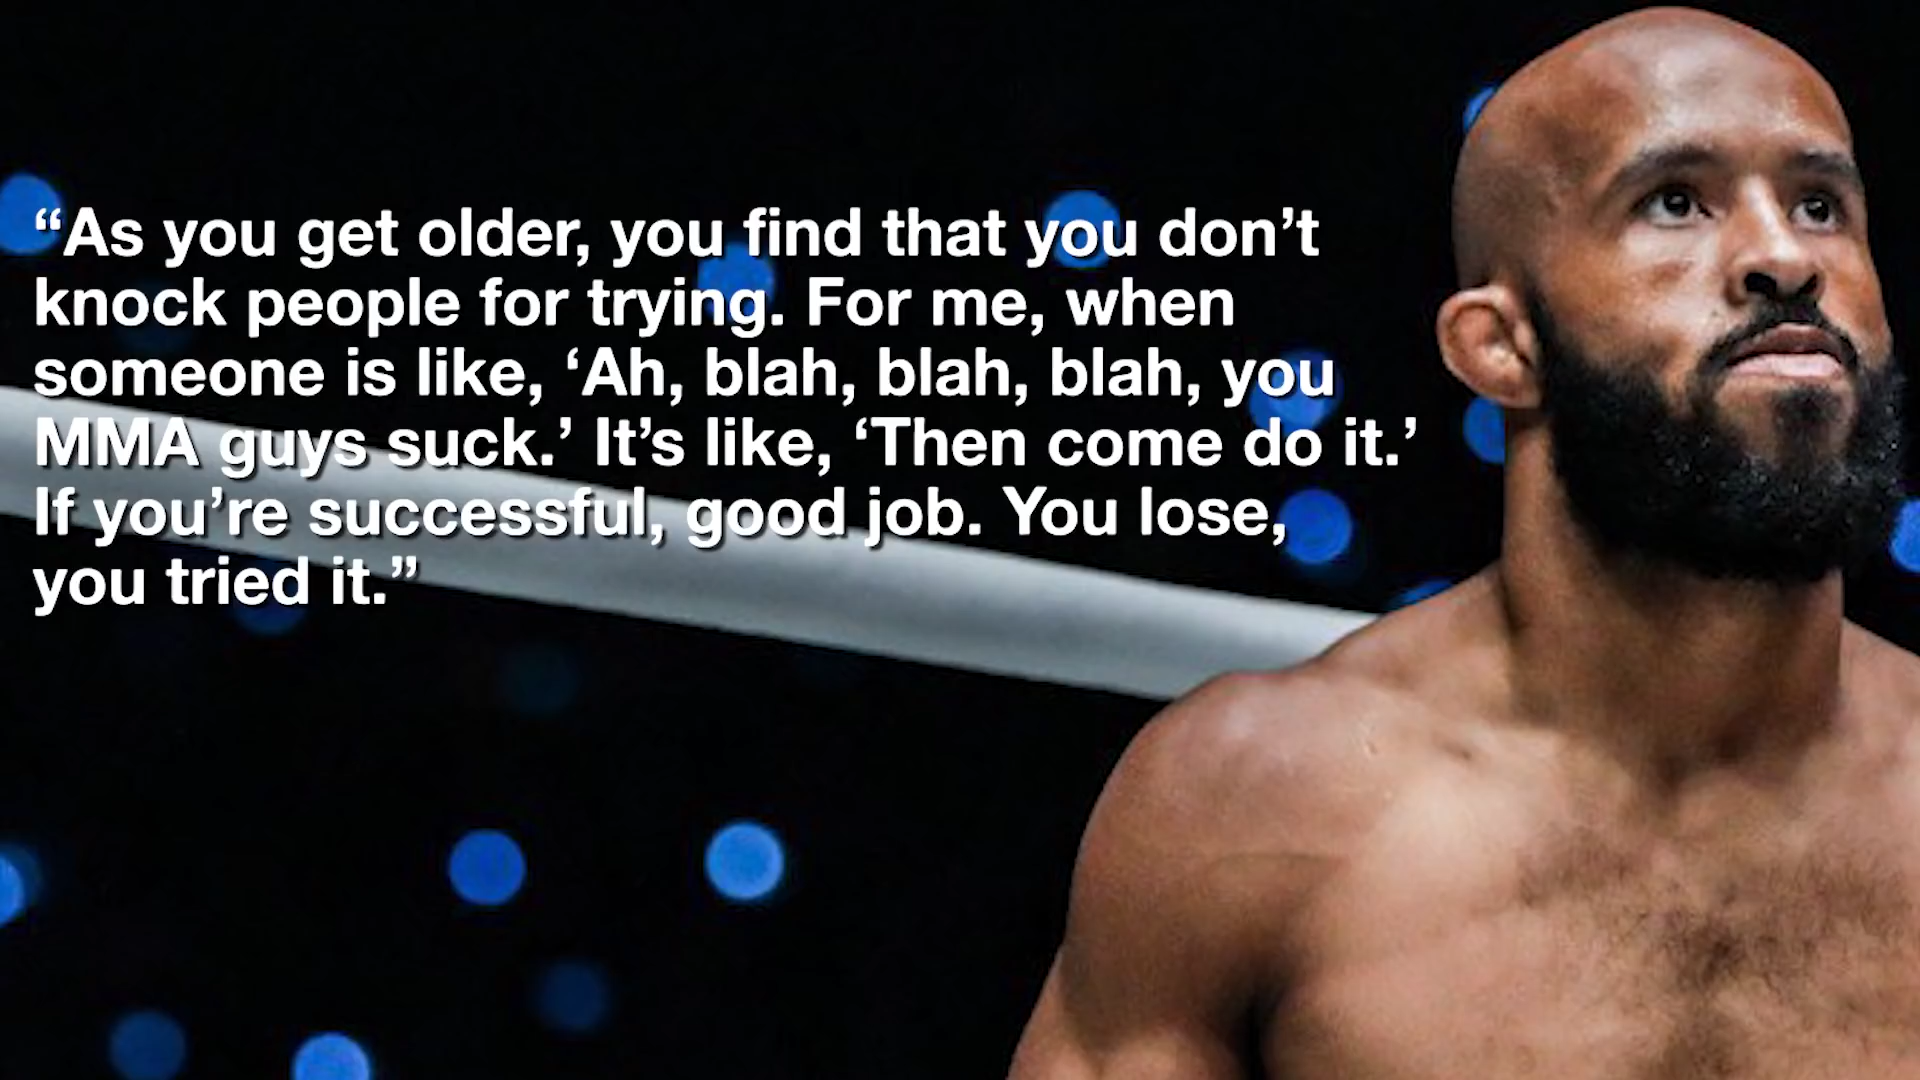 “As you get older, you find that you don’t
knock people for trying. For me, when
someone is like, ‘Ah, blah, blah, blah, you
MMA guys suck.’ It’s like, ‘Then come do it.’
If you’re successful, good job. You lose,
you tried it.”